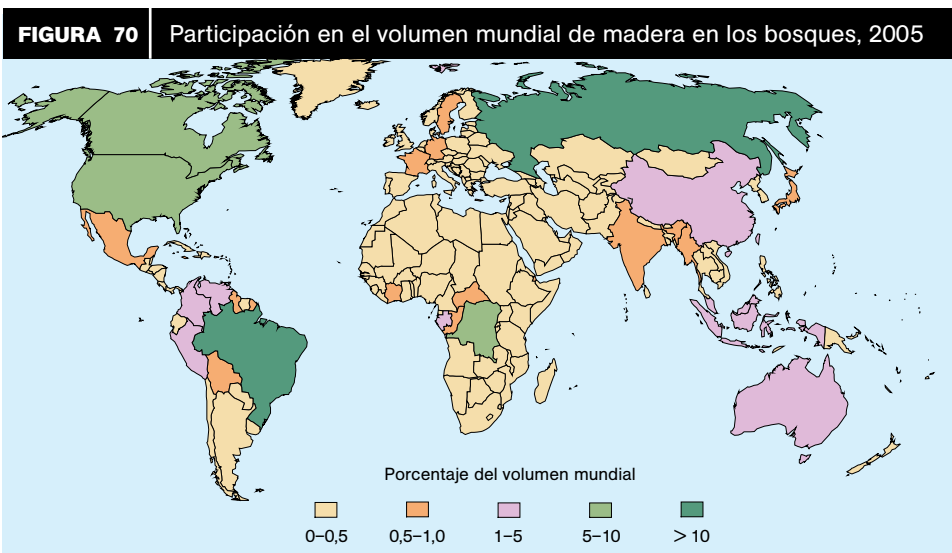 FIGURA 70 Participación en el volumen mundial de madera en los bosques, 2005
Porcentaje del volumen mundial
0–0,5 0,5–1,0 1–5 5–10 > 10